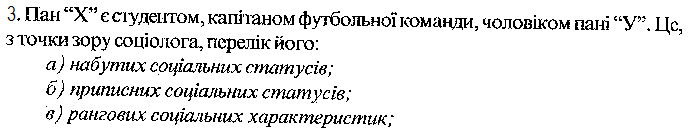 3. Пан “Х” є студентом, капітаном футбольної команди, чоловіком пані “У”. Це,
з точки зору соціолога, перелік його:
а) набутих соціальних статусів;
б) приписних соціальних статусів;
в) рангових соціальних характеристик;